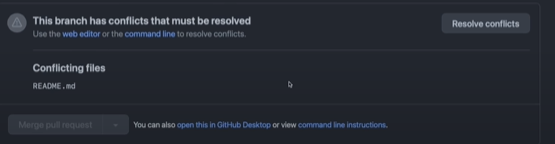 This branch has conflicts that must be resolved
Resolve conflicts
Use the web editor or the command line to resolve conflicts.
Conflicting files
README.md
Merge pull request
You can also open this in GitHub Desktop or view command line instructions.